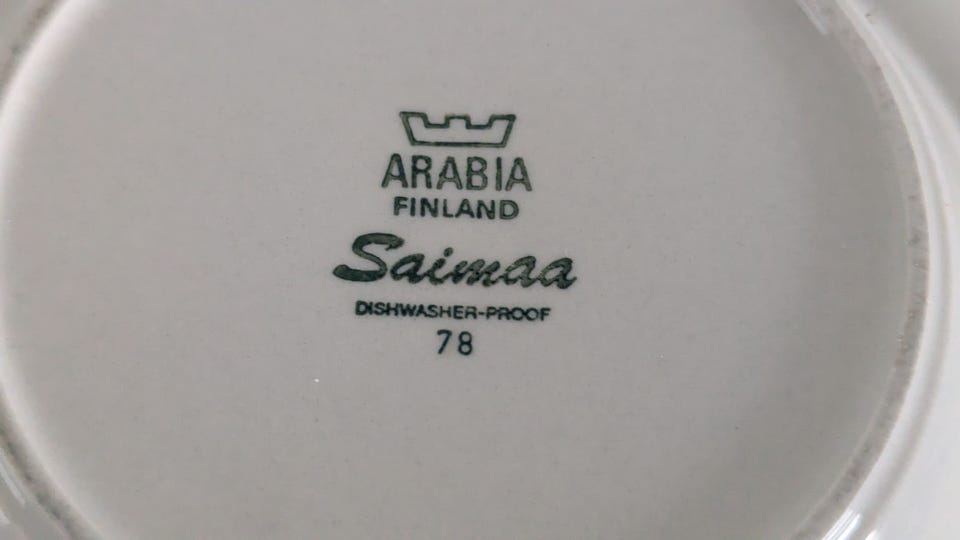 ARABIA
FINLAND
Saimaa
DISHWASHER-PROOF
78